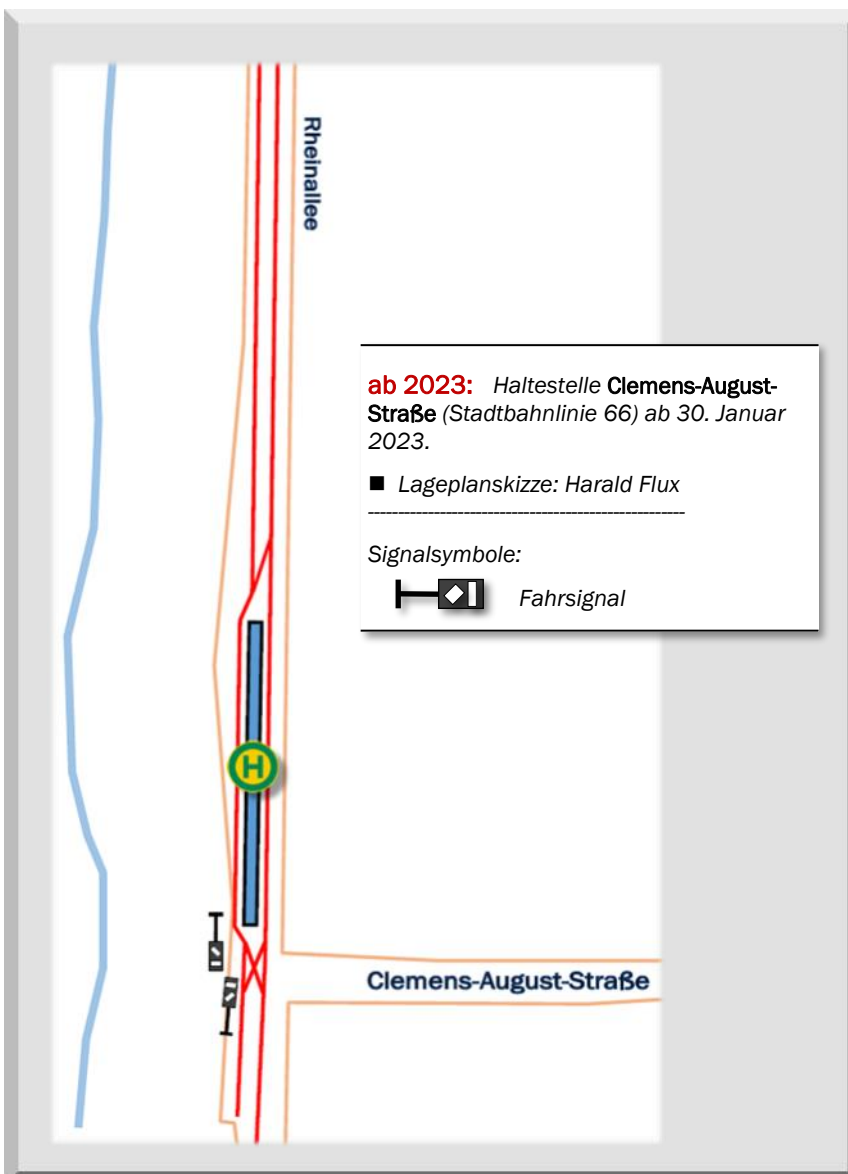 Rheinallee
ab 2023: Haltestelle Clemens-August-
Straße (Stadtbahnlinie 66) ab 30. Januar
2023.
■ Lageplanskizze: Harald Flux
-----------------------------------------------------
Signalsymbole:
Fahrsignal
H
Clemens-August-Straße